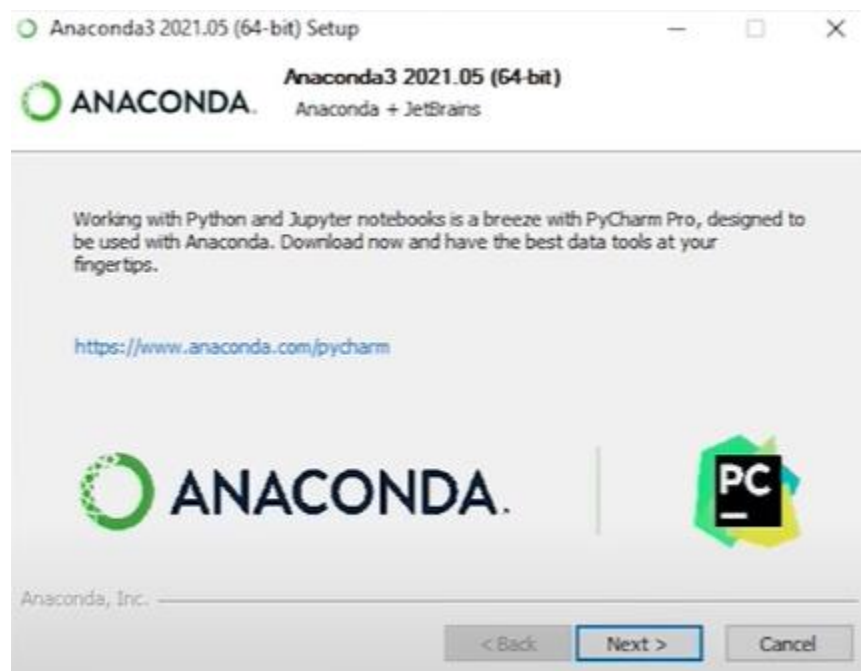 Anaconda3 2021.05 (64-bit) Setup
ANACONDA.
Anaconda3 2021.05 (64-bit)
Anaconda + JetBrains
Working with Python and Jupyter notebooks is a breeze with PyCharm Pro, designed to
be used with Anaconda. Download now and have the best data tools at your
fingertips.
https://www.anaconda.com/pycharm
ANACONDA.
PC
Anaconda, Inc.
< Back Next > Cancel